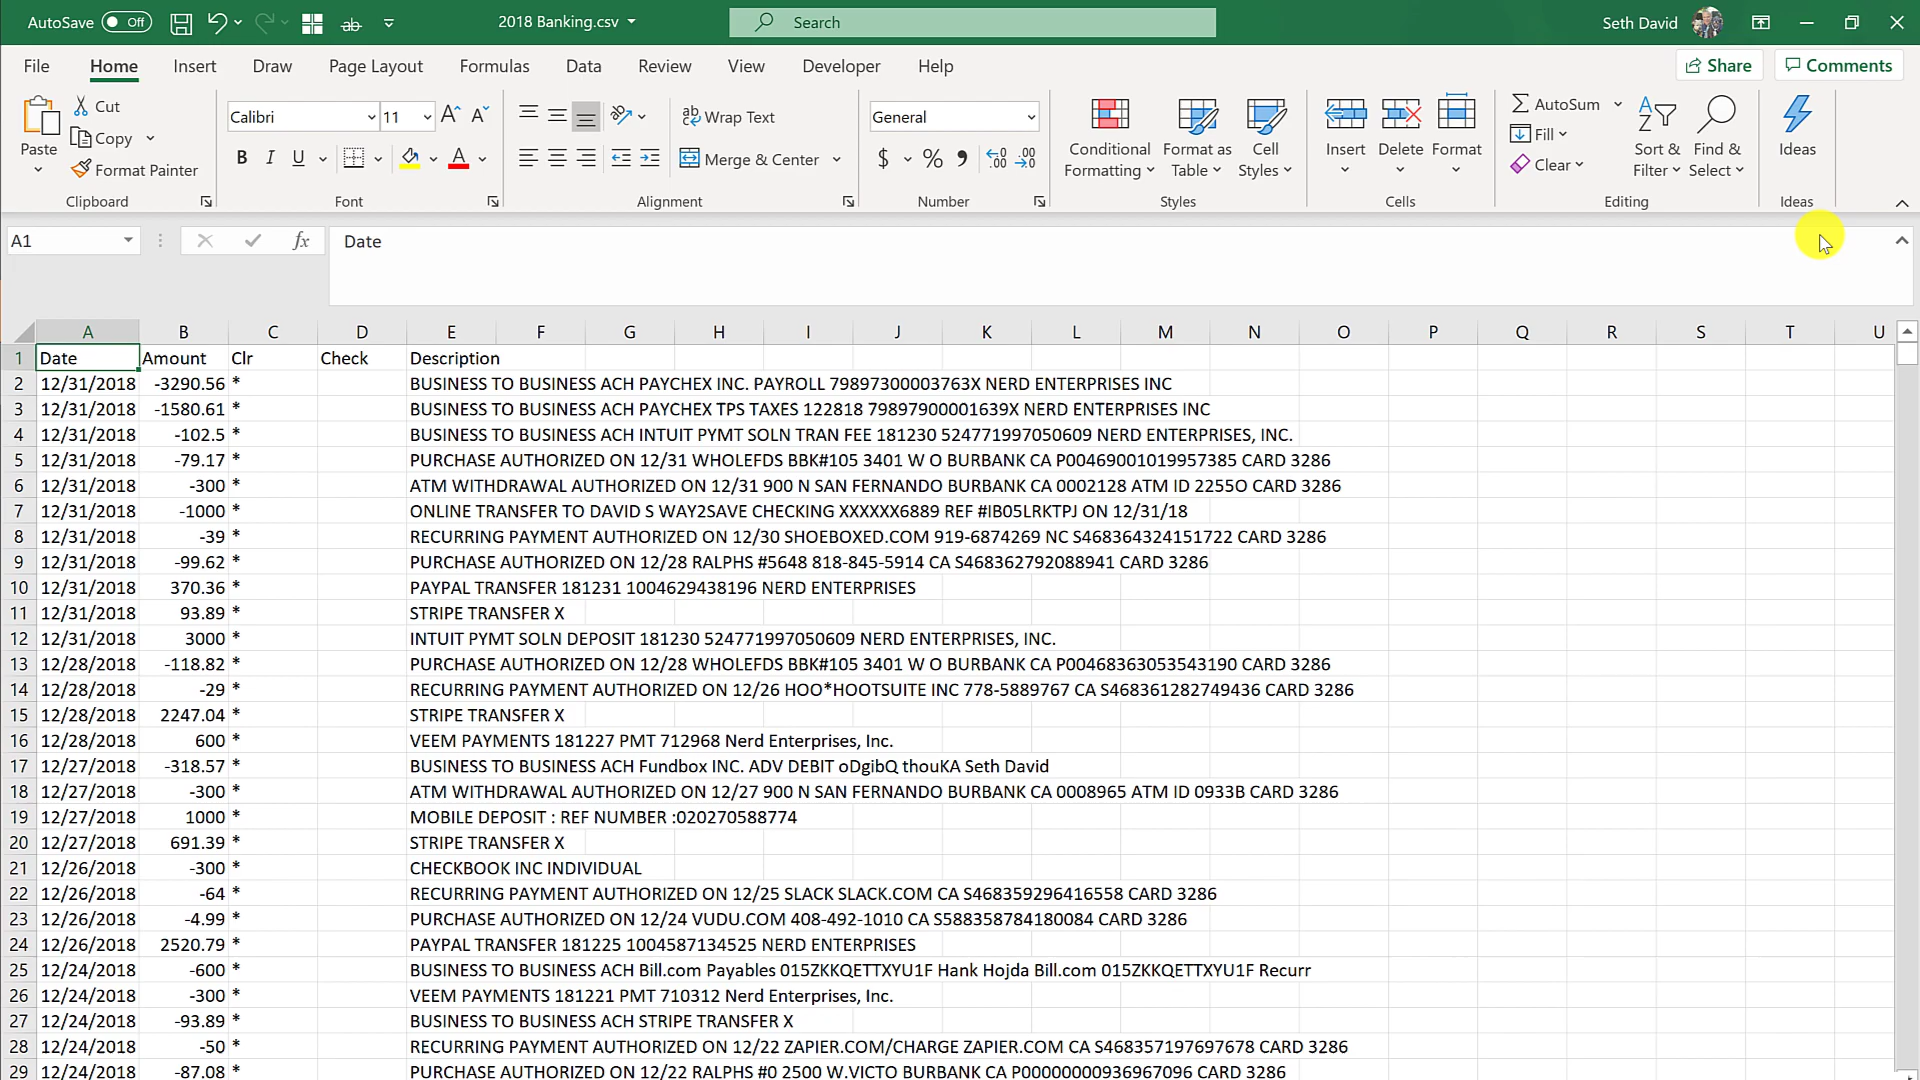 AutoSave Off 2018 Banking.csv Search Seth David
File Home Insert Draw Page Layout Formulas Data Review View Developer Help Share Comments
Paste Cut Copy Format Painter Clipboard
Calibri 11 B I U A Font
ab Wrap Text Merge & Center Alignment
General $ % Number
Conditional Formatting Format as Table Cell Styles Styles
Insert Delete Format Cells
AutoSum Fill Clear Sort & Filter Find & Select Editing
Ideas Ideas
A1 fx Date
A B C D E F G H I J K L M N O P Q R S T U
1 Date Amount Clr Check Description
2 12/31/2018 -3290.56 * BUSINESS TO BUSINESS ACH PAYCHEX INC. PAYROLL 79897300003763X NERD ENTERPRISES INC
3 12/31/2018 -1580.61 * BUSINESS TO BUSINESS ACH PAYCHEX TPS TAXES 122818 79897900001639X NERD ENTERPRISES INC
4 12/31/2018 -102.5 * BUSINESS TO BUSINESS ACH INTUIT PYMT SOLN TRAN FEE 181230 524771997050609 NERD ENTERPRISES, INC.
5 12/31/2018 -79.17 * PURCHASE AUTHORIZED ON 12/31 WHOLEFDS BBK#105 3401 W O BURBANK CA P00469001019957385 CARD 3286
6 12/31/2018 -300 * ATM WITHDRAWAL AUTHORIZED ON 12/31 900 N SAN FERNANDO BURBANK CA 0002128 ATM ID 2255O CARD 3286
7 12/31/2018 -1000 * ONLINE TRANSFER TO DAVID S WAY2SAVE CHECKING XXXXXX6889 REF #IB05LRKTPJ ON 12/31/18
8 12/31/2018 -39 * RECURRING PAYMENT AUTHORIZED ON 12/30 SHOEBOXED.COM 919-6874269 NC S468364324151722 CARD 3286
9 12/31/2018 -99.62 * PURCHASE AUTHORIZED ON 12/28 RALPHS #5648 818-845-5914 CA S468362792088941 CARD 3286
10 12/31/2018 370.36 * PAYPAL TRANSFER 181231 1004629438196 NERD ENTERPRISES
11 12/31/2018 93.89 * STRIPE TRANSFER X
12 12/31/2018 3000 * INTUIT PYMT SOLN DEPOSIT 181230 524771997050609 NERD ENTERPRISES, INC.
13 12/28/2018 -118.82 * PURCHASE AUTHORIZED ON 12/28 WHOLEFDS BBK#105 3401 W O BURBANK CA P00468363053543190 CARD 3286
14 12/28/2018 -29 * RECURRING PAYMENT AUTHORIZED ON 12/26 HOO*HOOTSUITE INC 778-5889767 CA S468361282749436 CARD 3286
15 12/28/2018 2247.04 * STRIPE TRANSFER X
16 12/28/2018 600 * VEEM PAYMENTS 181227 PMT 712968 Nerd Enterprises, Inc.
17 12/27/2018 -318.57 * BUSINESS TO BUSINESS ACH Fundbox INC. ADV DEBIT oDgibQ thouKA Seth David
18 12/27/2018 -300 * ATM WITHDRAWAL AUTHORIZED ON 12/27 900 N SAN FERNANDO BURBANK CA 0008965 ATM ID 0933B CARD 3286
19 12/27/2018 1000 * MOBILE DEPOSIT : REF NUMBER :020270588774
20 12/27/2018 691.39 * STRIPE TRANSFER X
21 12/26/2018 -300 * CHECKBOOK INC INDIVIDUAL
22 12/26/2018 -64 * RECURRING PAYMENT AUTHORIZED ON 12/25 SLACK SLACK.COM CA S468359296416558 CARD 3286
23 12/26/2018 -4.99 * PURCHASE AUTHORIZED ON 12/24 VUDU.COM 408-492-1010 CA S588358784180084 CARD 3286
24 12/26/2018 2520.79 * PAYPAL TRANSFER 181225 1004587134525 NERD ENTERPRISES
25 12/24/2018 -600 * BUSINESS TO BUSINESS ACH Bill.com Payables 015ZKKQETTXYU1F Hank Hojda Bill.com 015ZKKQETTXYU1F Recurr
26 12/24/2018 -300 * VEEM PAYMENTS 181221 PMT 710312 Nerd Enterprises, Inc.
27 12/24/2018 -93.89 * BUSINESS TO BUSINESS ACH STRIPE TRANSFER X
28 12/24/2018 -50 * RECURRING PAYMENT AUTHORIZED ON 12/22 ZAPIER.COM/CHARGE ZAPIER.COM CA S468357197697678 CARD 3286
29 12/24/2018 -87.08 * PURCHASE AUTHORIZED ON 12/22 RALPHS #0 2500 W.VICTO BURBANK CA P00000000936967096 CARD 3286